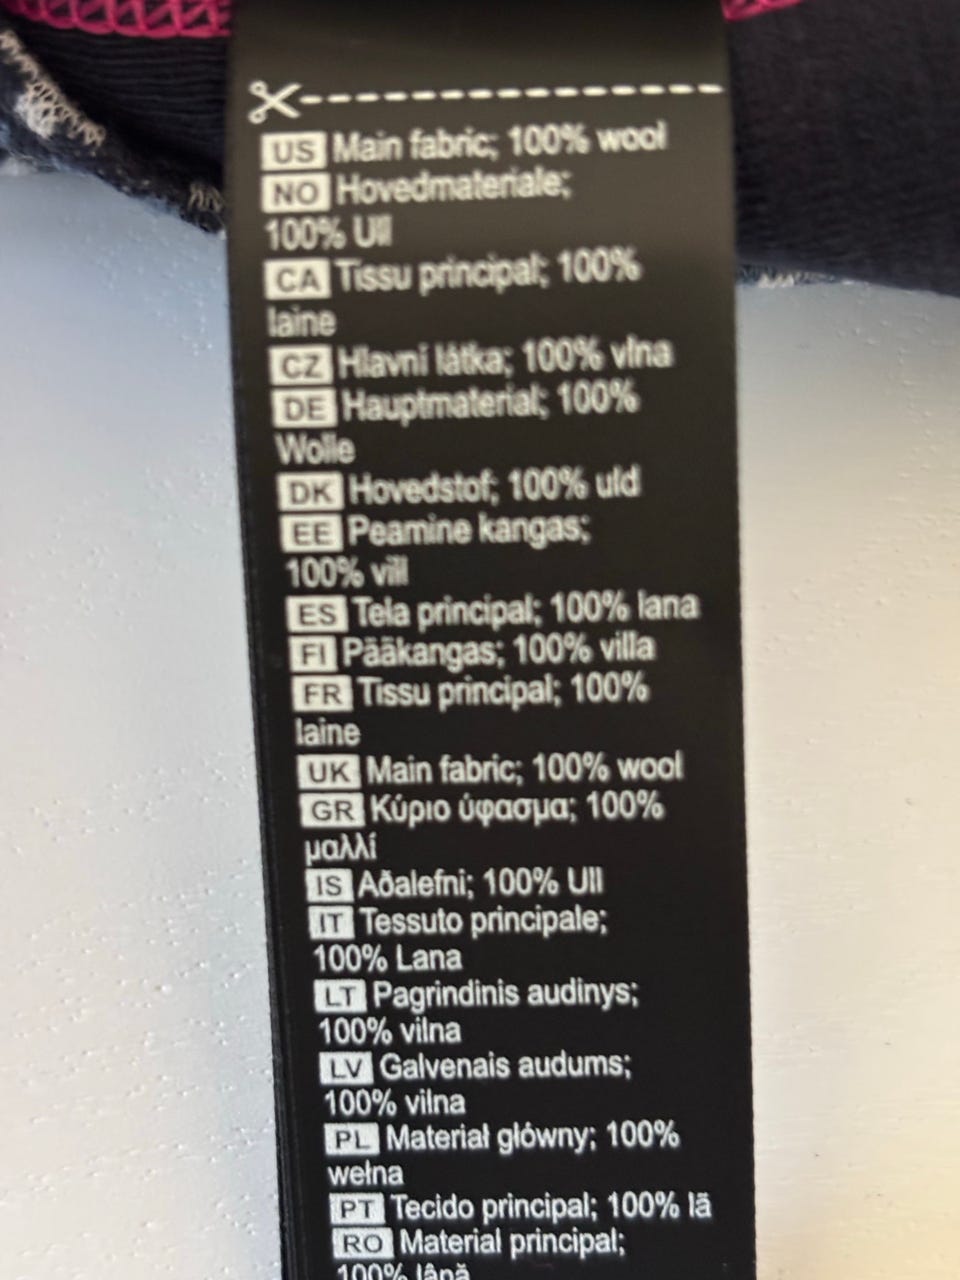 US Main fabric; 100% wool
NO Hovedmateriale;
100% Ull
CA Tissu principal; 100%
laine
CZ Hlavní látka; 100% vlna
DE Hauptmaterial; 100%
Wolle
DK Hovedstof; 100% uld
EE Peamine kangas;
100% vill
ES Tela principal; 100% lana
FI Pääkangas; 100% villa
FR Tissu principal; 100%
laine
UK Main fabric; 100% wool
GR Κύριο ύφασμα; 100%
μαλλί
IS Aðalefni; 100% Ull
IT Tessuto principale;
100% Lana
LT Pagrindinis audinys;
100% vilna
LV Galvenais audums;
100% vilna
PL Materiał główny; 100%
wełna
PT Tecido principal; 100% lã
RO Material principal;
100% lână